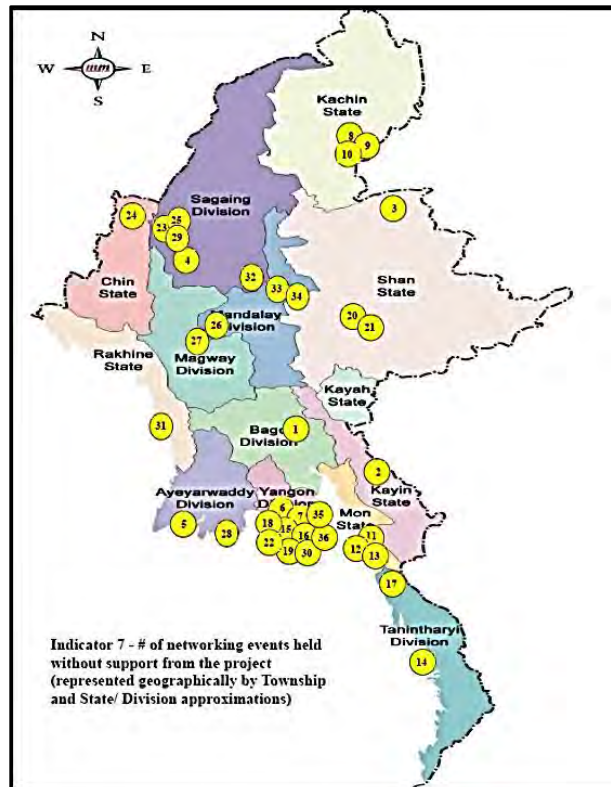 N
W E
S
Kachin
State
8
9
10
Sagaing
Division
3
24
25
23
29
4
Chin
State
Shan
State
32
33
34
20
21
26
Mandalay
Division
27
Magway
Division
Rakhine
State
Kayah
State
31
1
Bago
Division
2
Kayin
State
Ayeyarwaddy
Division
Yangon
Division
Mon
State
6
7
35
5
28
18
15
16
36
22
19
30
11
12
13
17
Tanintharyi
Division
14
Indicator 7 - # of networking events held
without support from the project
(represented geographically by Township
and State/ Division approximations)